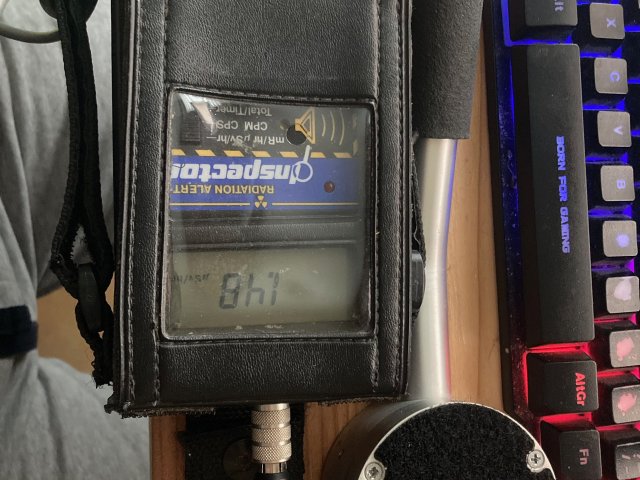 .148 µSv/hr
RADIATION ALERT
Inspector
mR/hr µSv/hr
CPM CPS
Total/Timer
X
C
V
B
BORN FOR GAMING
AltGr
Fn